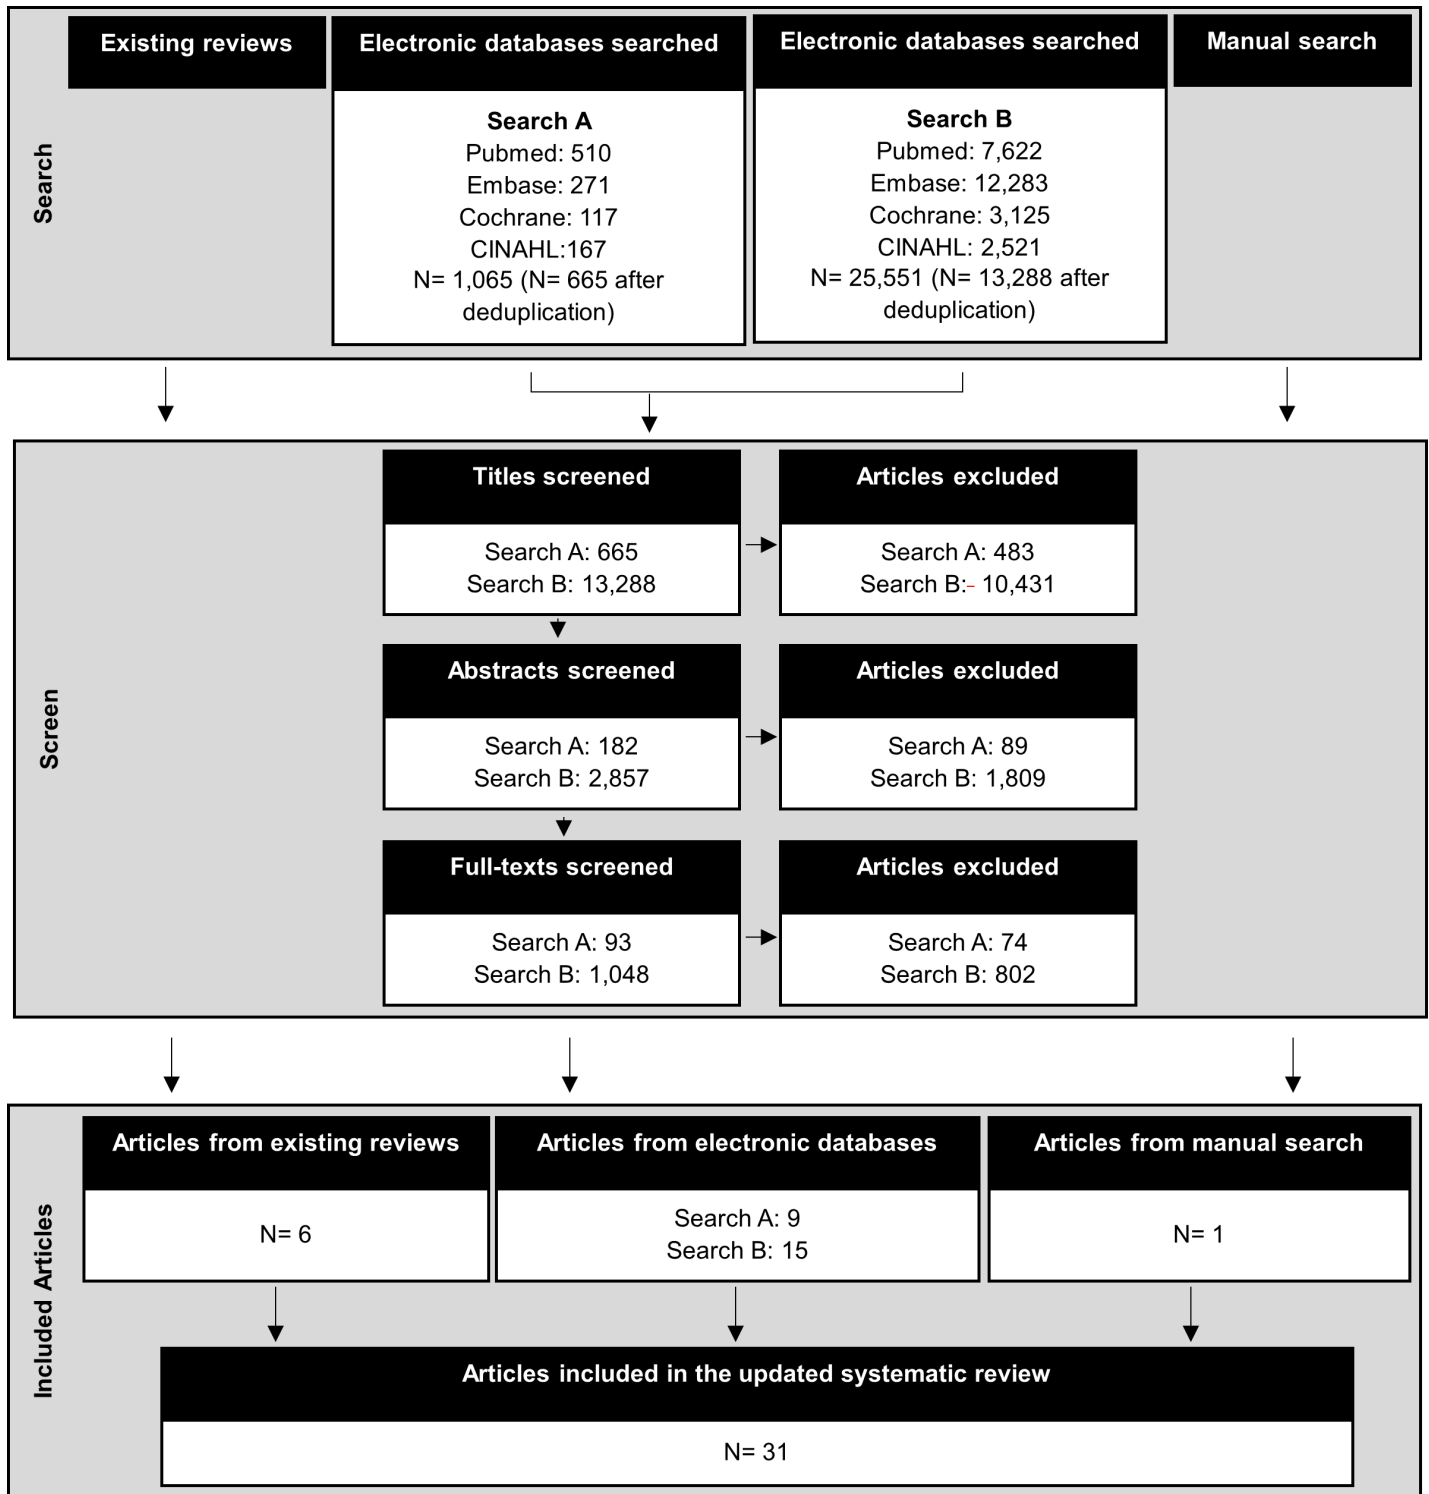 Search
Existing reviews
Electronic databases searched
Search A
Pubmed: 510
Embase: 271
Cochrane: 117
CINAHL:167
N= 1,065 (N= 665 after
deduplication)
Electronic databases searched
Search B
Pubmed: 7,622
Embase: 12,283
Cochrane: 3,125
CINAHL: 2,521
N= 25,551 (N= 13,288 after
deduplication)
Manual search
Screen
Titles screened
Search A: 665
Search B: 13,288
Articles excluded
Search A: 483
Search B:- 10,431
Abstracts screened
Search A: 182
Search B: 2,857
Articles excluded
Search A: 89
Search B: 1,809
Full-texts screened
Search A: 93
Search B: 1,048
Articles excluded
Search A: 74
Search B: 802
Included Articles
Articles from existing reviews
N= 6
Articles from electronic databases
Search A: 9
Search B: 15
Articles from manual search
N= 1
Articles included in the updated systematic review
N= 31